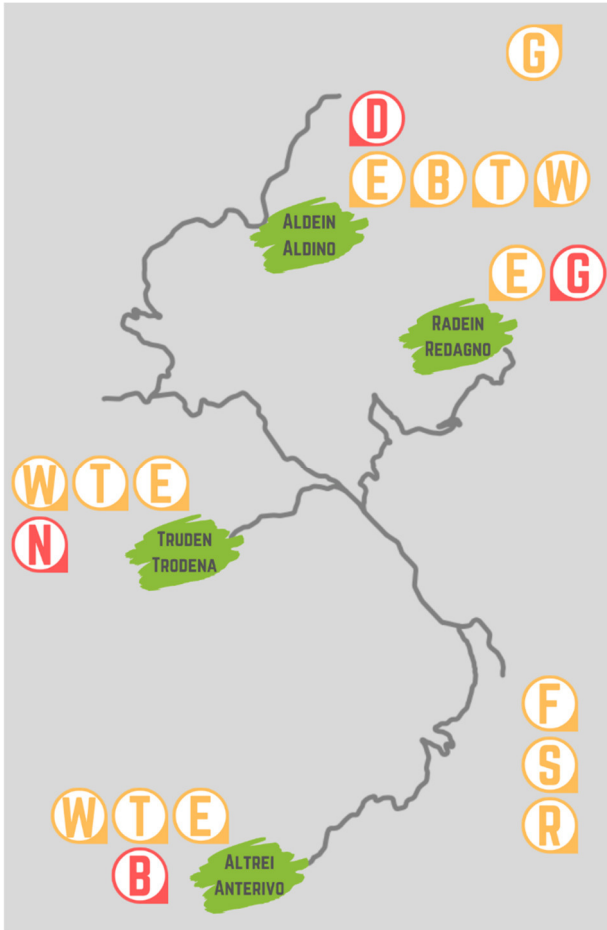 G
D
E B T W
ALDEIN
ALDINO
E G
RADEIN
REDAGNO
W T E
N
TRUDEN
TRODENA
F
S
R
W T E
B
ALTREI
ANTERIVO